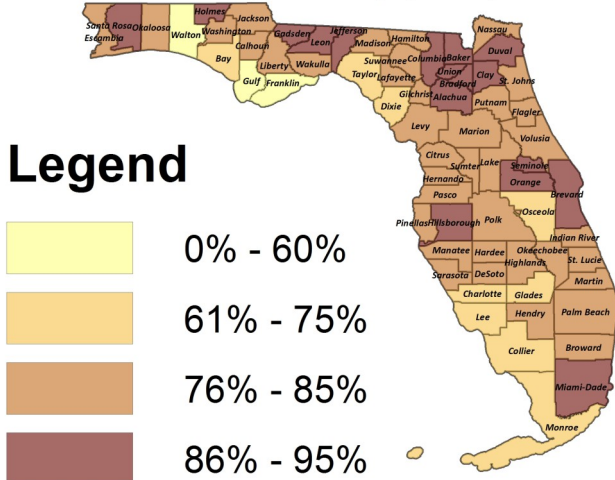 Santa Rosa
Escambia
Okaloosa
Walton
Holmes
Washington
Bay
Jackson
Calhoun
Gulf
Liberty
Franklin
Gadsden
Leon
Wakulla
Jefferson
Madison
Taylor
Hamilton
Suwannee
Lafayette
Dixie
Columbia
Gilchrist
Baker
Union
Bradford
Alachua
Nassau
Duval
Clay
St. Johns
Putnam
Flagler
Levy
Marion
Volusia
Citrus
Sumter
Lake
Hernando
Pasco
Seminole
Orange
Brevard
Osceola
Pinellas
Hillsborough
Polk
Indian River
Manatee
Hardee
Okeechobee
Highlands
St. Lucie
Sarasota
DeSoto
Martin
Charlotte
Glades
Lee
Hendry
Palm Beach
Collier
Broward
Miami-Dade
Monroe
Legend
0% - 60%
61% - 75%
76% - 85%
86% - 95%